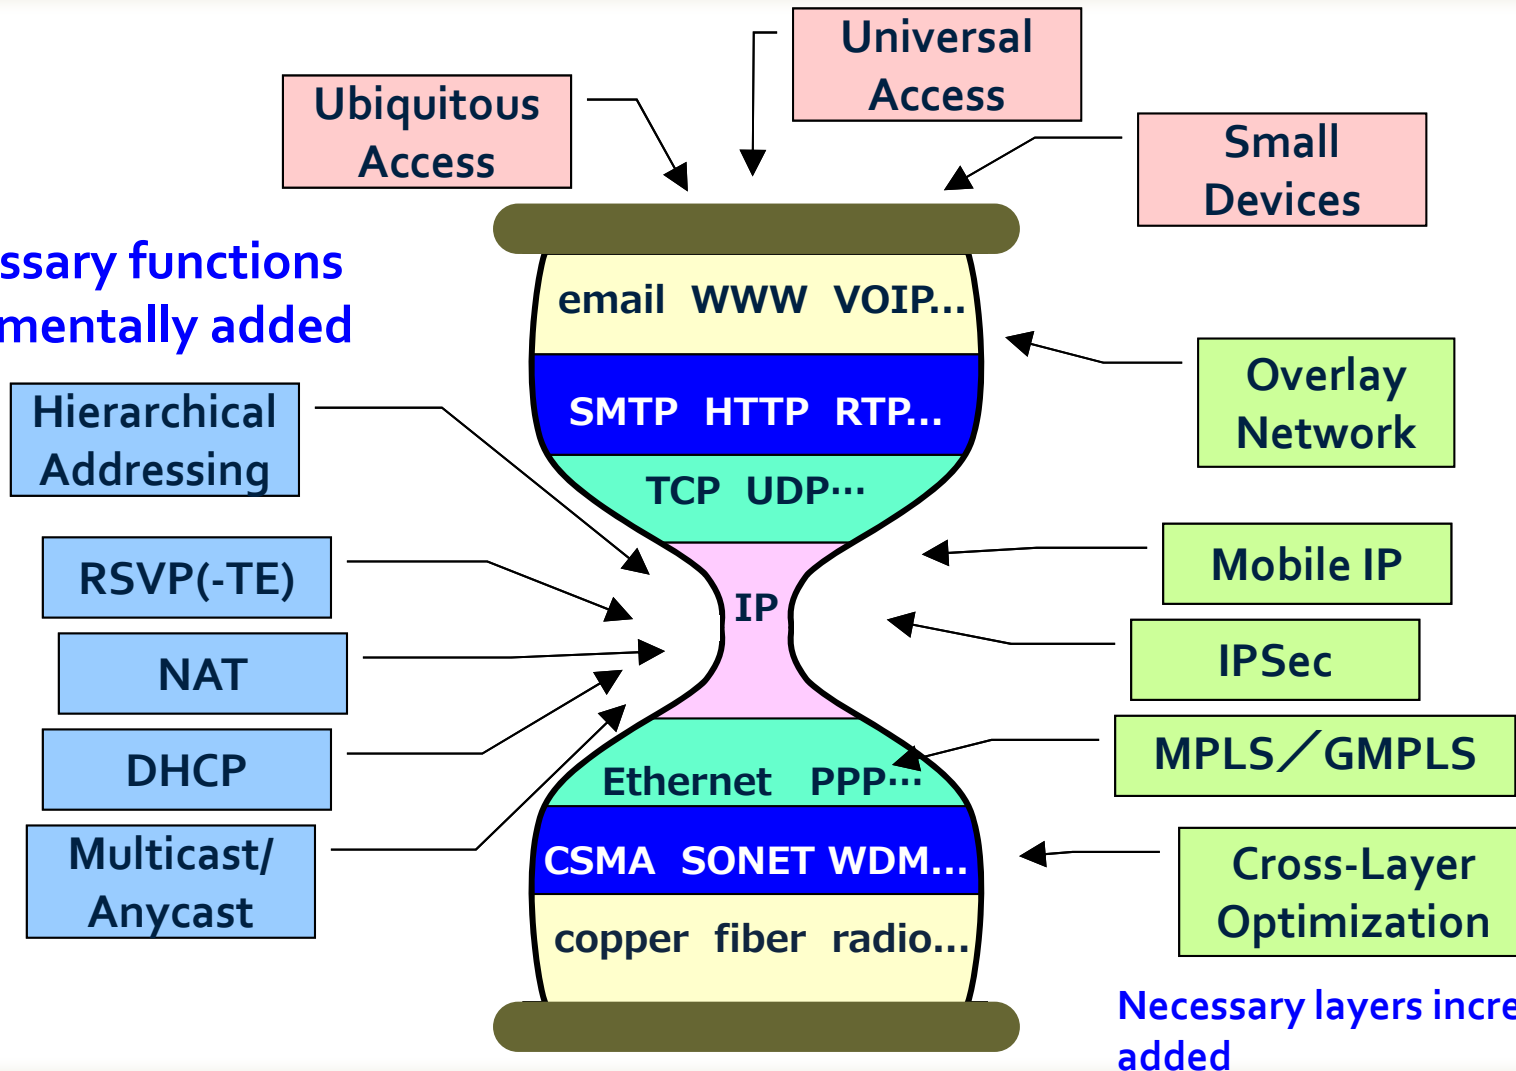 Universal
Access
Ubiquitous
Access
Small
Devices
ssary functions
mentally added
email WWW VOIP...
Overlay
Network
Hierarchical
Addressing
SMTP HTTP RTP...
TCP UDP···
RSVP(-TE)
Mobile IP
IP
NAT
IPSec
DHCP
MPLS／GMPLS
Ethernet PPP···
Multicast/
Anycast
CSMA SONET WDM...
Cross-Layer
Optimization
copper fiber radio...
Necessary layers incre
added